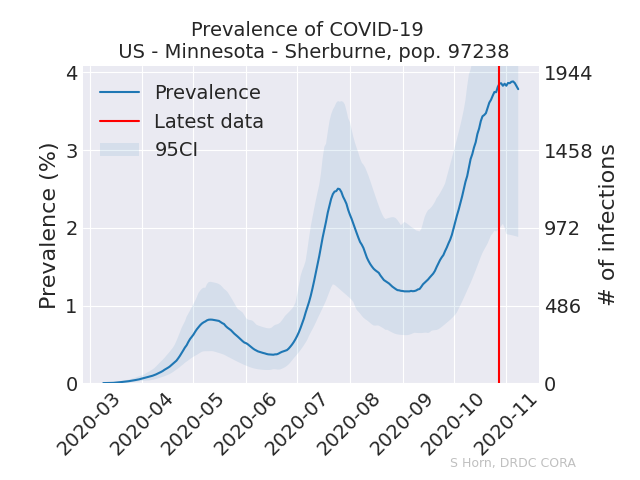 Prevalence of COVID-19
US - Minnesota - Sherburne, pop. 97238
Prevalence
Latest data
95CI
Prevalence (%)
4
3
2
1
0
1944
1458
972
486
0
# of infections
2020-03
2020-04
2020-05
2020-06
2020-07
2020-08
2020-09
2020-10
2020-11
S Horn, DRDC CORA